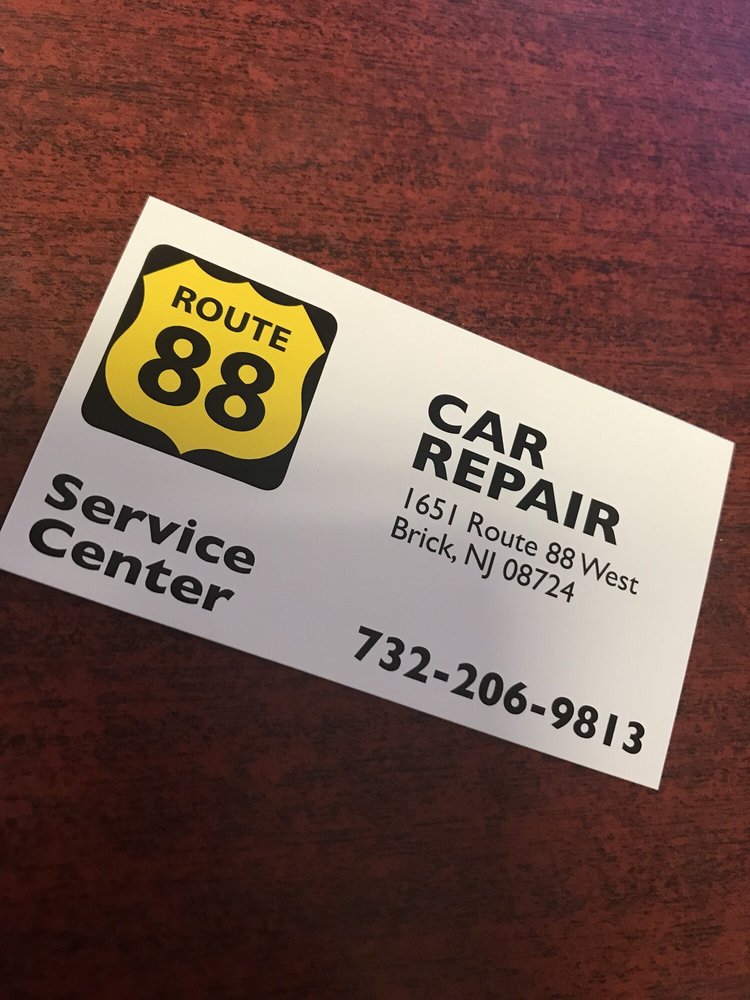 ROUTE
88
Service
Center
CAR
REPAIR
1651 Route 88 West
Brick, NJ 08724
732-206-9813